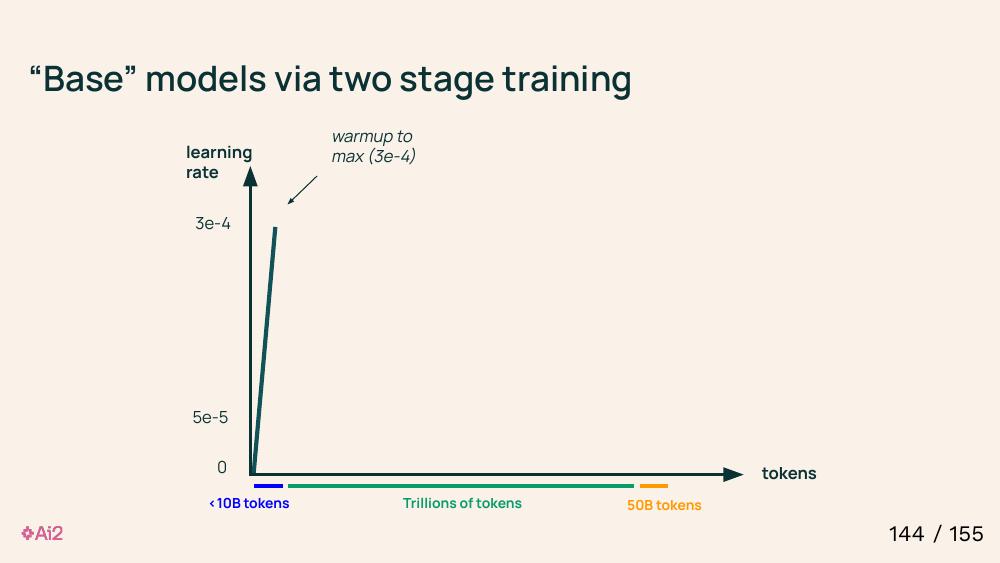 “Base” models via two stage training
warmup to
max (3e-4)
learning
rate
3e-4
5e-5
0
tokens
<10B tokens
Trillions of tokens
50B tokens
Ai2
144 / 155